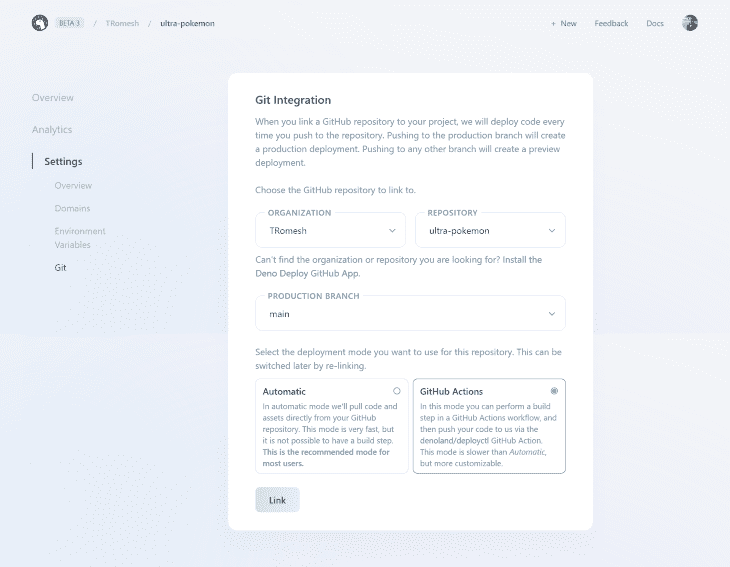 BETA 3 / TRomesh / ultra-pokemon + New Feedback Docs
Overview
Analytics
Settings
Overview
Domains
Environment
Variables
Git
Git Integration
When you link a GitHub repository to your project, we will deploy code every
time you push to the repository. Pushing to the production branch will create
a production deployment. Pushing to any other branch will create a preview
deployment.
Choose the GitHub repository to link to.
ORGANIZATION REPOSITORY
TRomesh ultra-pokemon
Can't find the organization or repository you are looking for? Install the
Deno Deploy GitHub App.
PRODUCTION BRANCH
main
Select the deployment mode you want to use for this repository. This can be
switched later by re-linking.
Automatic
In automatic mode we'll pull code and
assets directly from your GitHub
repository. This mode is very fast, but
it is not possible to have a build step.
This is the recommended mode for
most users.
GitHub Actions
In this mode you can perform a build
step in a GitHub Actions workflow, and
then push your code to us via the
denoland/deployctl GitHub Action.
This mode is slower than Automatic,
but more customizable.
Link